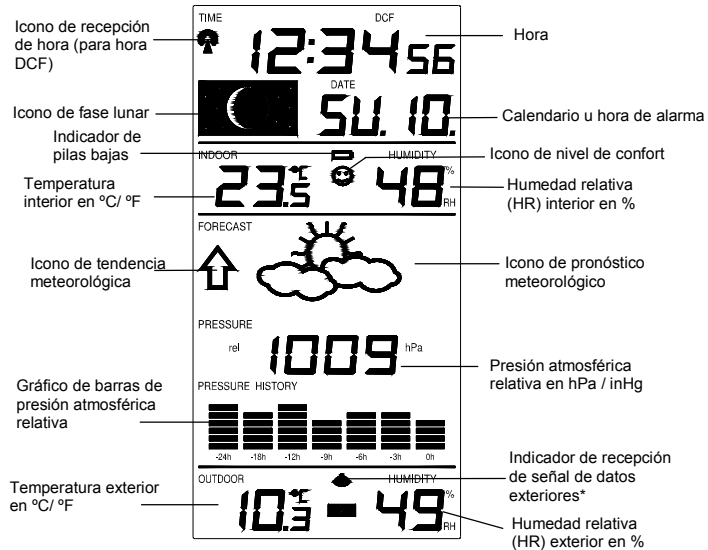 Icono de recepción
de hora (para hora
DCF)
TIME
DCF
12:34 56
Hora
Icono de fase lunar
DATE
SU. 10.
Calendario u hora de alarma
Indicador de
pilas bajas
Icono de nivel de confort
INDOOR
HUMIDITY
23.5 °C
48 % RH
Temperatura
interior en ºC/ ºF
Humedad relativa
(HR) interior en %
FORECAST
Icono de tendencia
meteorológica
Icono de pronóstico
meteorológico
PRESSURE
rel 1009 hPa
Presión atmosférica
relativa en hPa / inHg
Gráfico de barras de
presión atmosférica
relativa
PRESSURE HISTORY
-24h -18h -12h -9h -6h -3h 0h
Indicador de recepción
de señal de datos
exteriores*
OUTDOOR
HUMIDITY
10.3 °C
49 % RH
Temperatura exterior
en ºC/ ºF
Humedad relativa
(HR) exterior en %